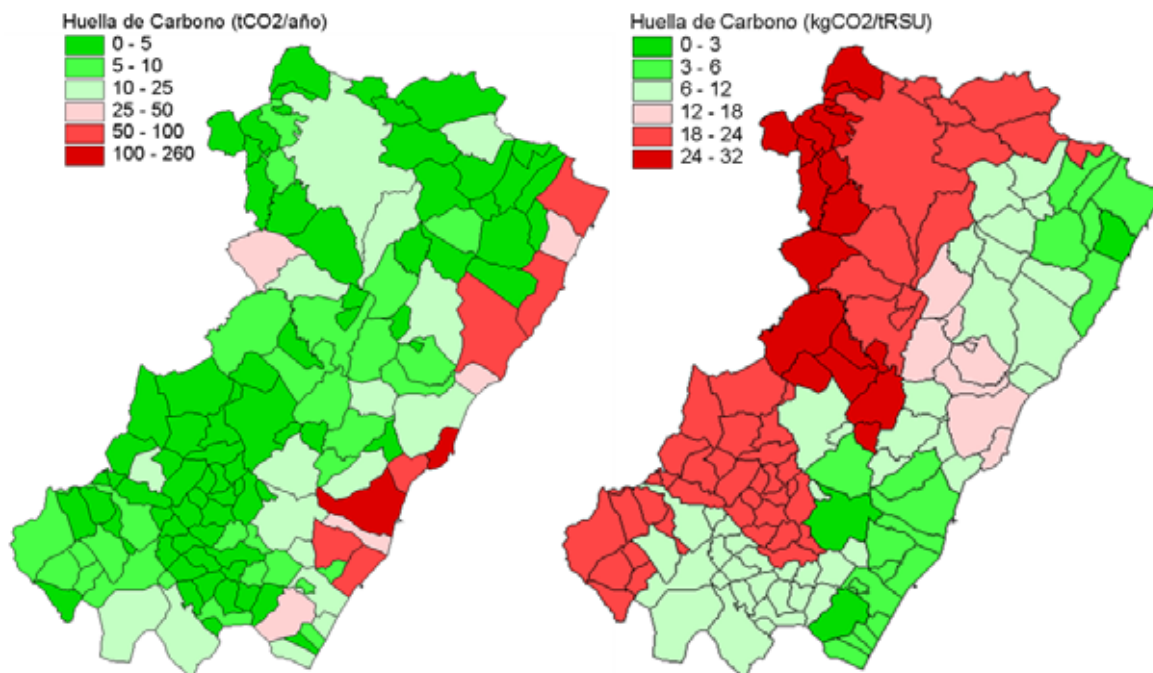 Huella de Carbono (tCO2/año)
0 - 5
5 - 10
10 - 25
25 - 50
50 - 100
100 - 260
Huella de Carbono (kgCO2/tRSU)
0 - 3
3 - 6
6 - 12
12 - 18
18 - 24
24 - 32